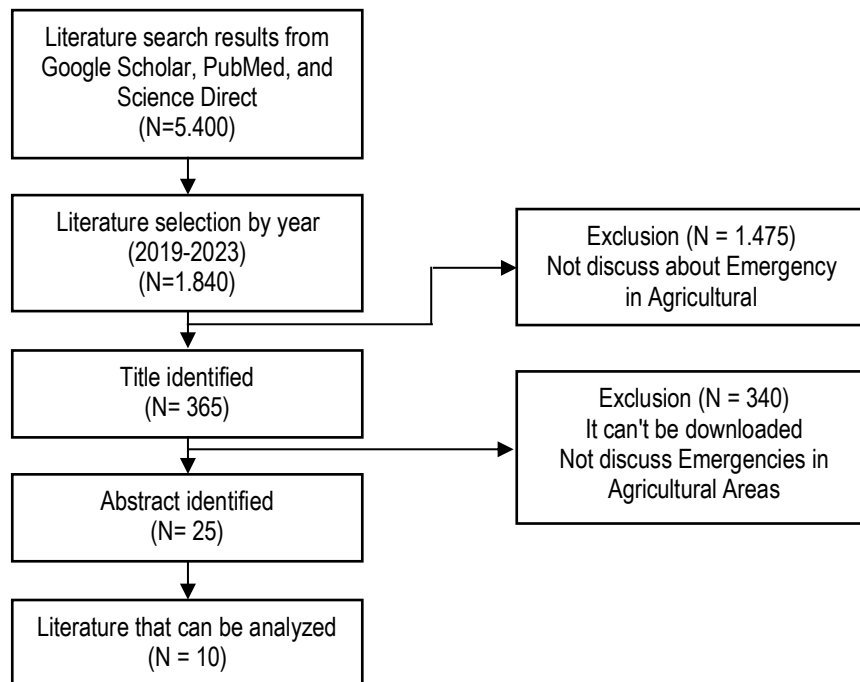 Literature search results from
Google Scholar, PubMed, and
Science Direct
(N=5.400)
Literature selection by year
(2019-2023)
(N=1.840)
Exclusion (N = 1.475)
Not discuss about Emergency
in Agricultural
Title identified
(N= 365)
Exclusion (N = 340)
It can't be downloaded
Not discuss Emergencies in
Agricultural Areas
Abstract identified
(N= 25)
Literature that can be analyzed
(N = 10)